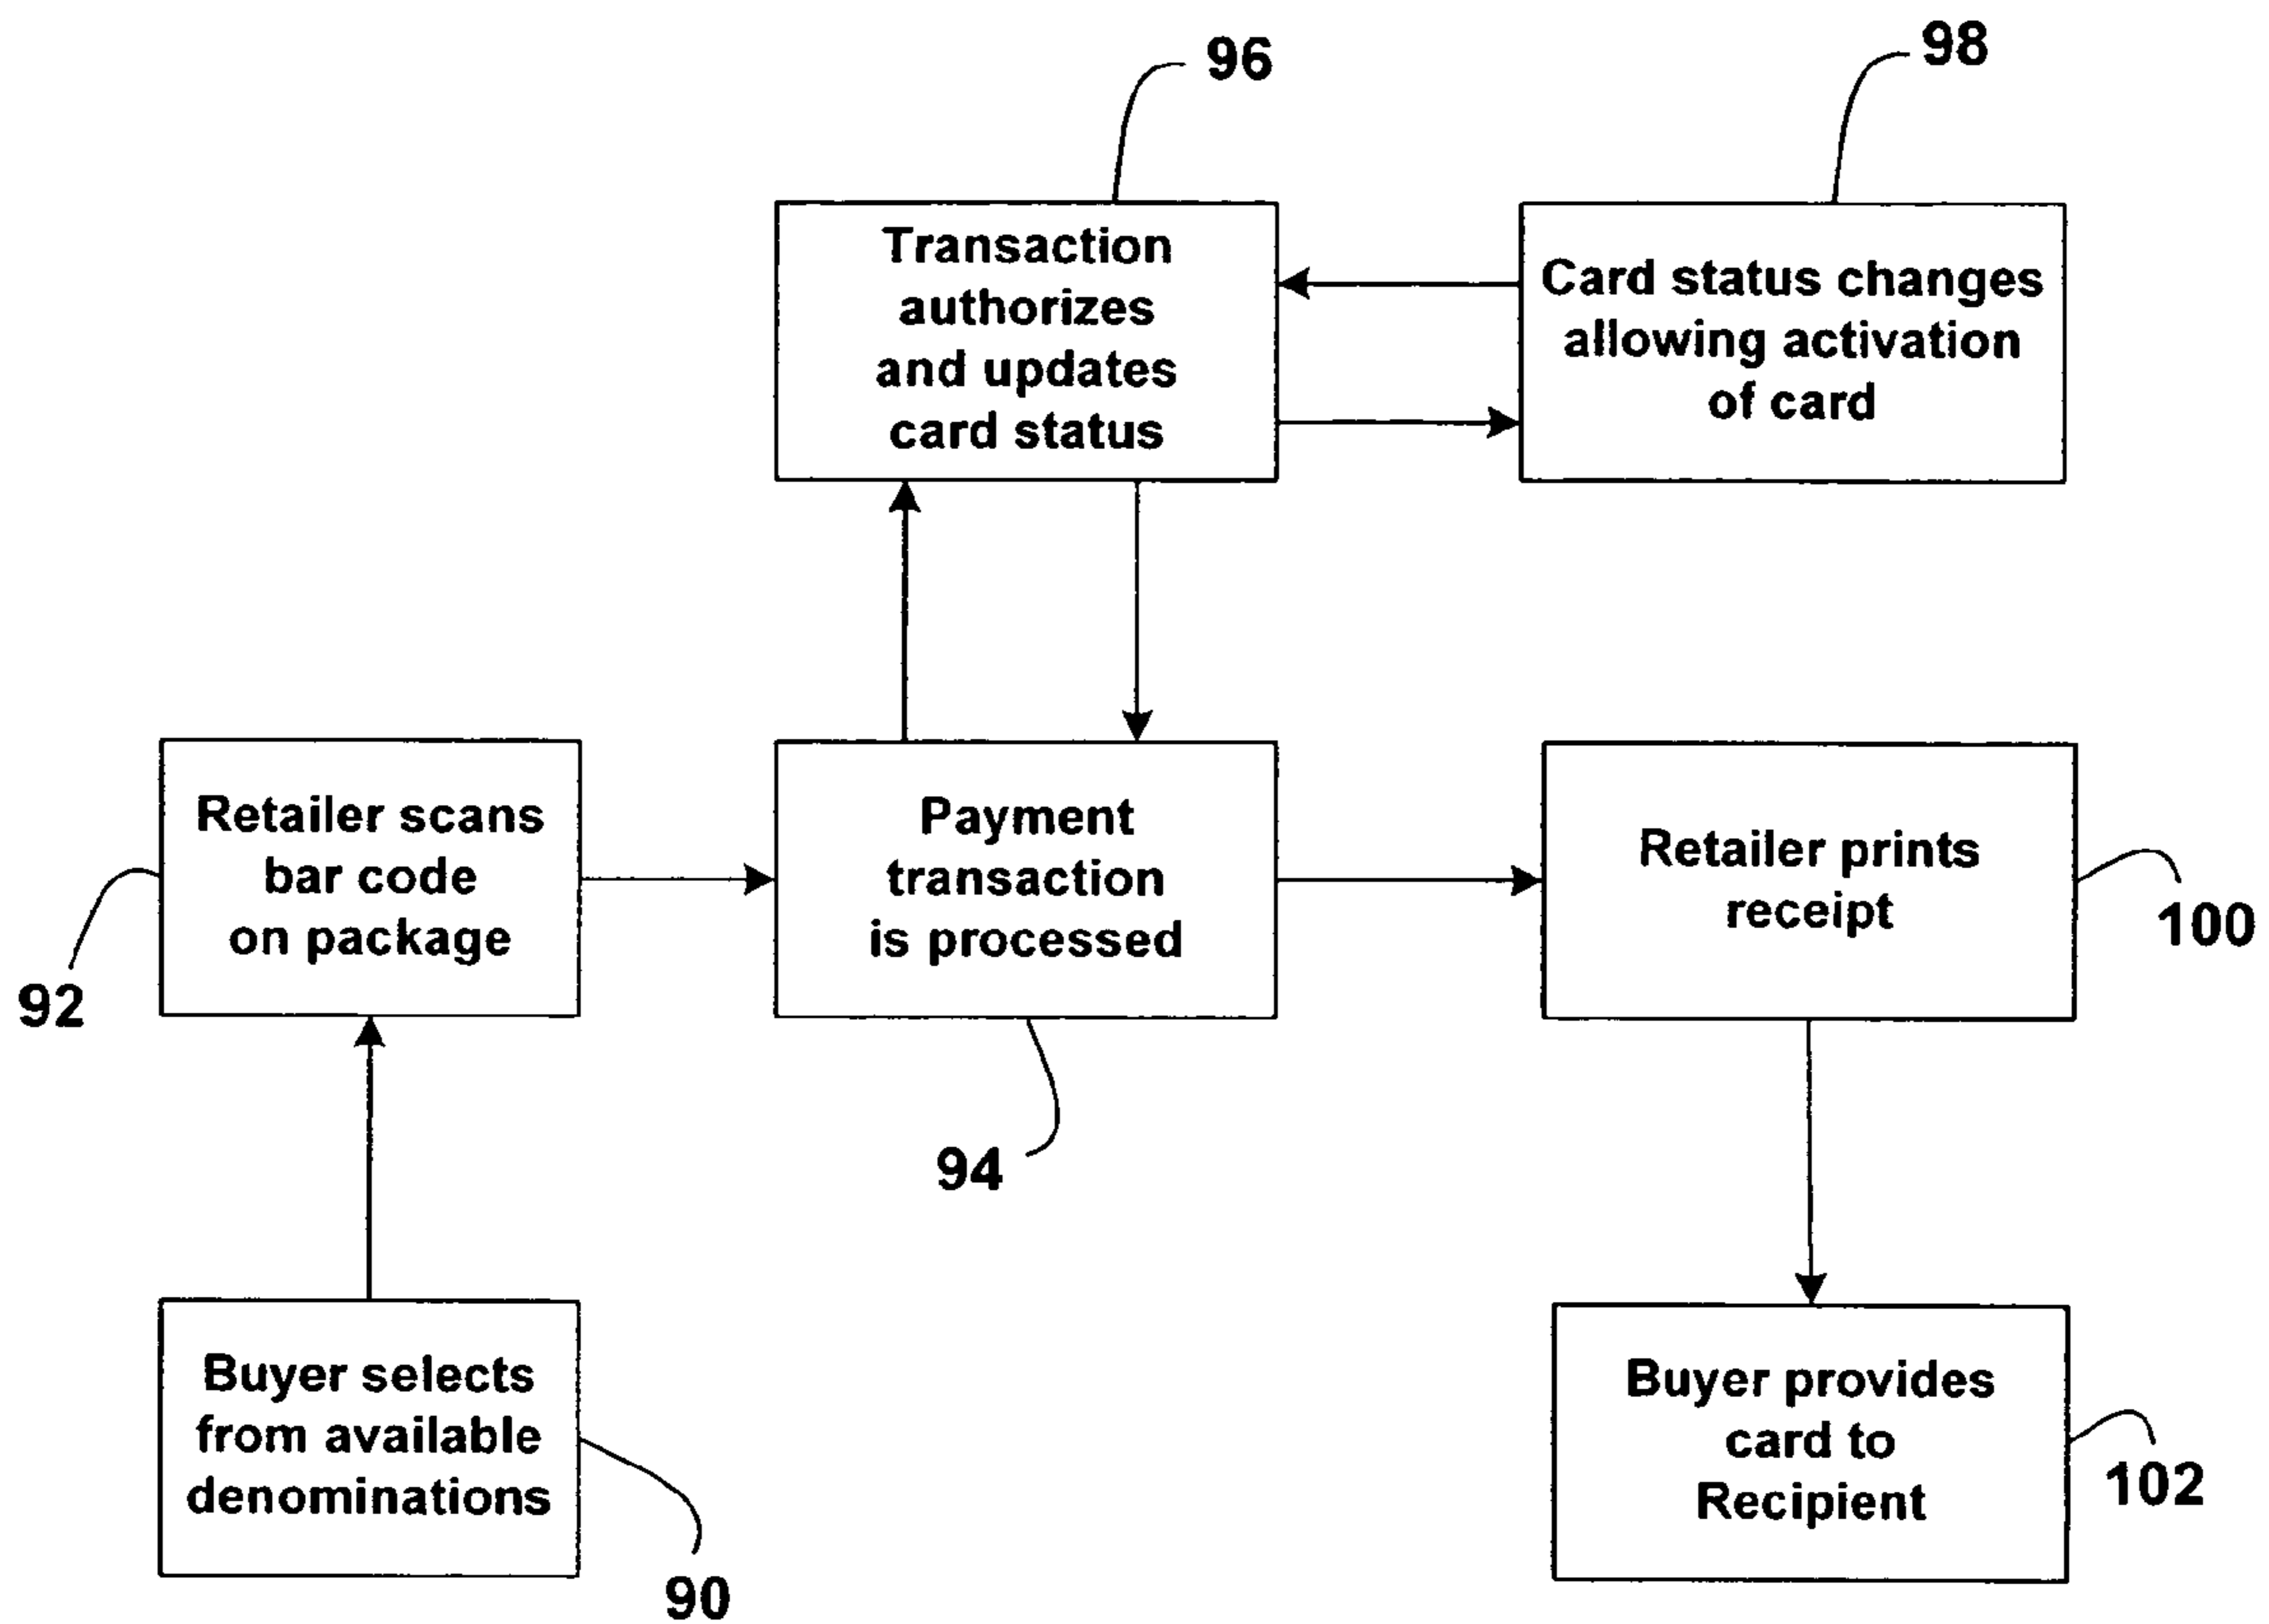 96
98
Transaction
authorizes
and updates
card status
Card status changes
allowing activation
of card
Retailer scans
bar code
on package
92
Payment
transaction
is processed
94
Retailer prints
receipt
100
Buyer selects
from available
denominations
90
Buyer provides
card to
Recipient
102